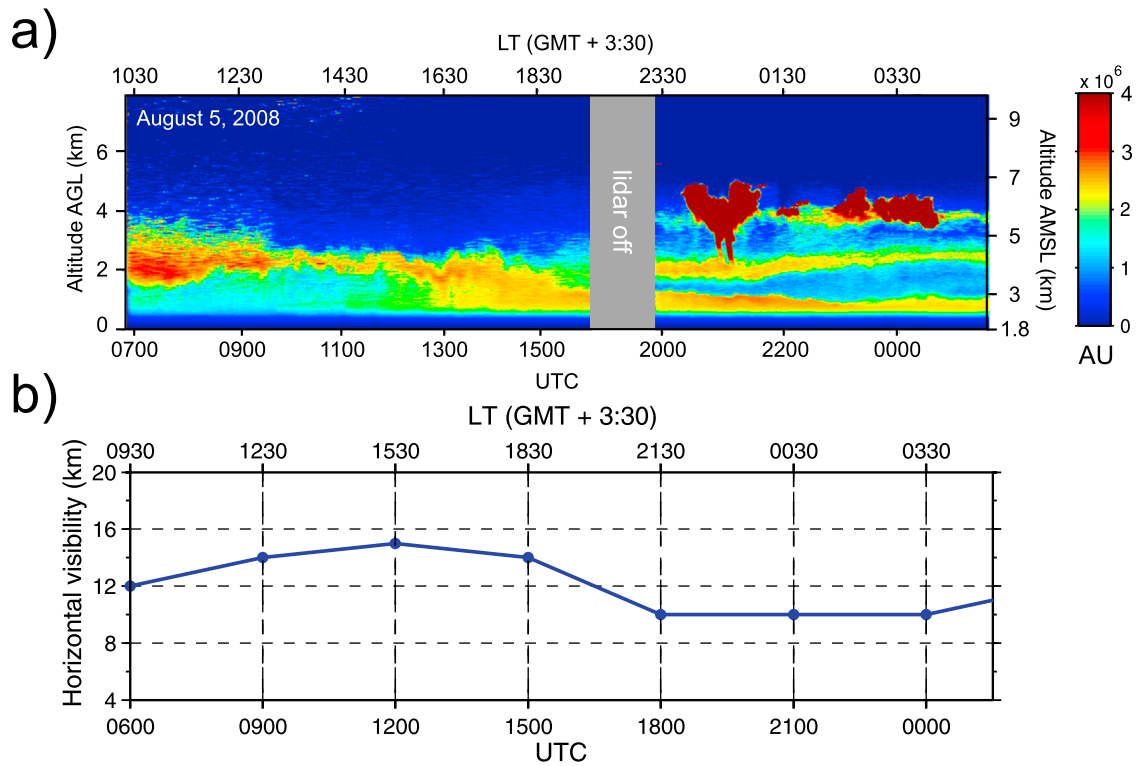 a)
LT (GMT + 3:30)
1030 1230 1430 1630 1830 2330 0130 0330
August 5, 2008
lidar off
Altitude AGL (km)
6
4
2
0
Altitude AMSL (km)
9
7
5
3
1.8
0700 0900 1100 1300 1500 2000 2200 0000
UTC
x 10⁶
4
3
2
1
0
AU
b)
LT (GMT + 3:30)
0930 1230 1530 1830 2130 0030 0330
Horizontal visibility (km)
20
16
12
8
4
0600 0900 1200 1500 1800 2100 0000
UTC